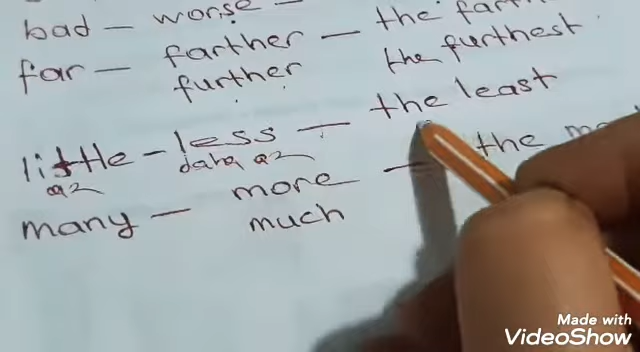 bad — worse —
far — farther — the farth
further the furthest
little - less — the least
az daha az
many — more — the mo
much
Made with
VideoShow